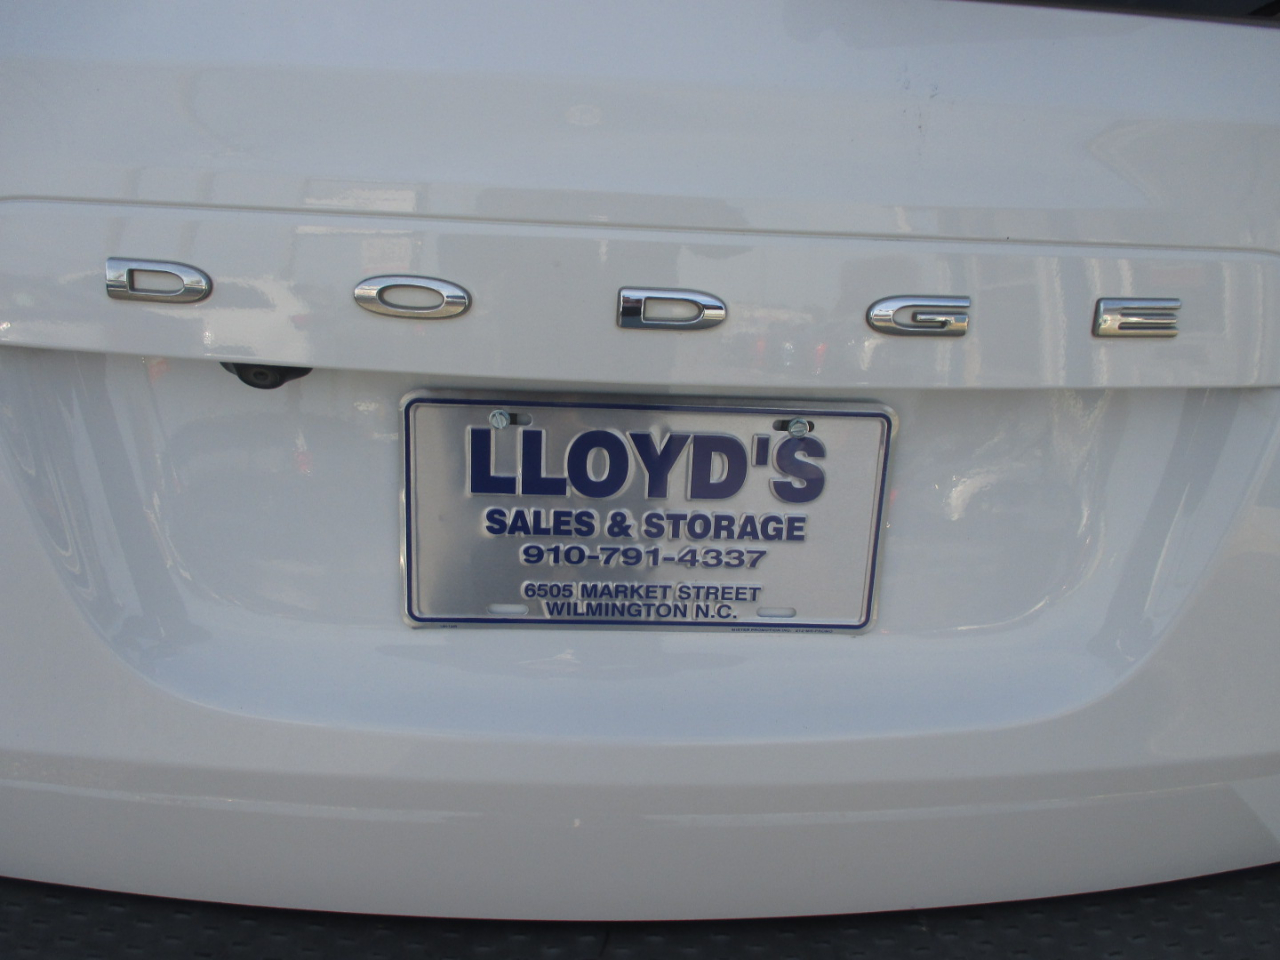 DODGE
LLOYD'S
SALES & STORAGE
910-791-4337
6505 MARKET STREET
WILMINGTON N.C.